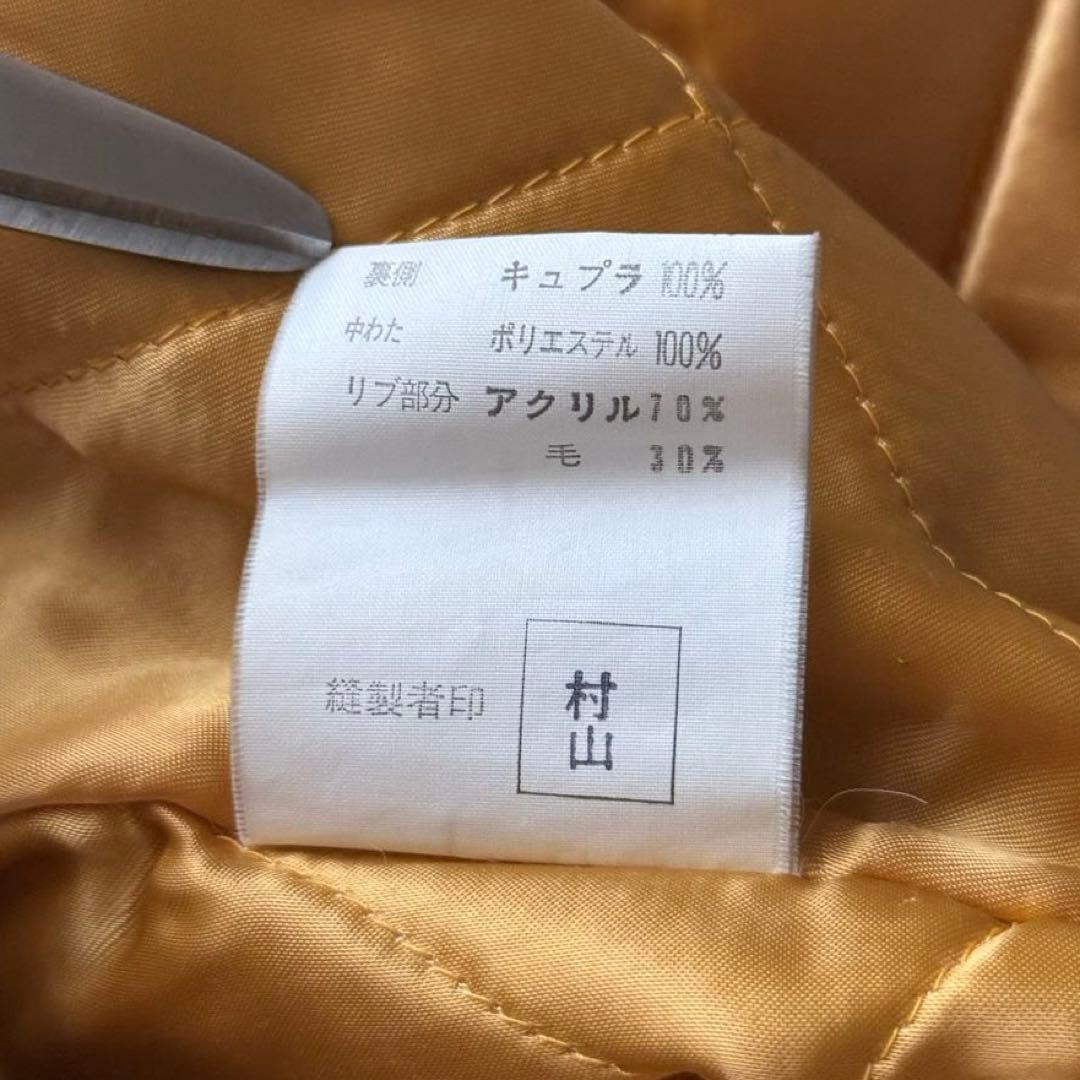 裏側 キュプラ 100%
中わた ポリエステル 100%
リブ部分 アクリル 70%
毛 30%
縫製者印
村
山